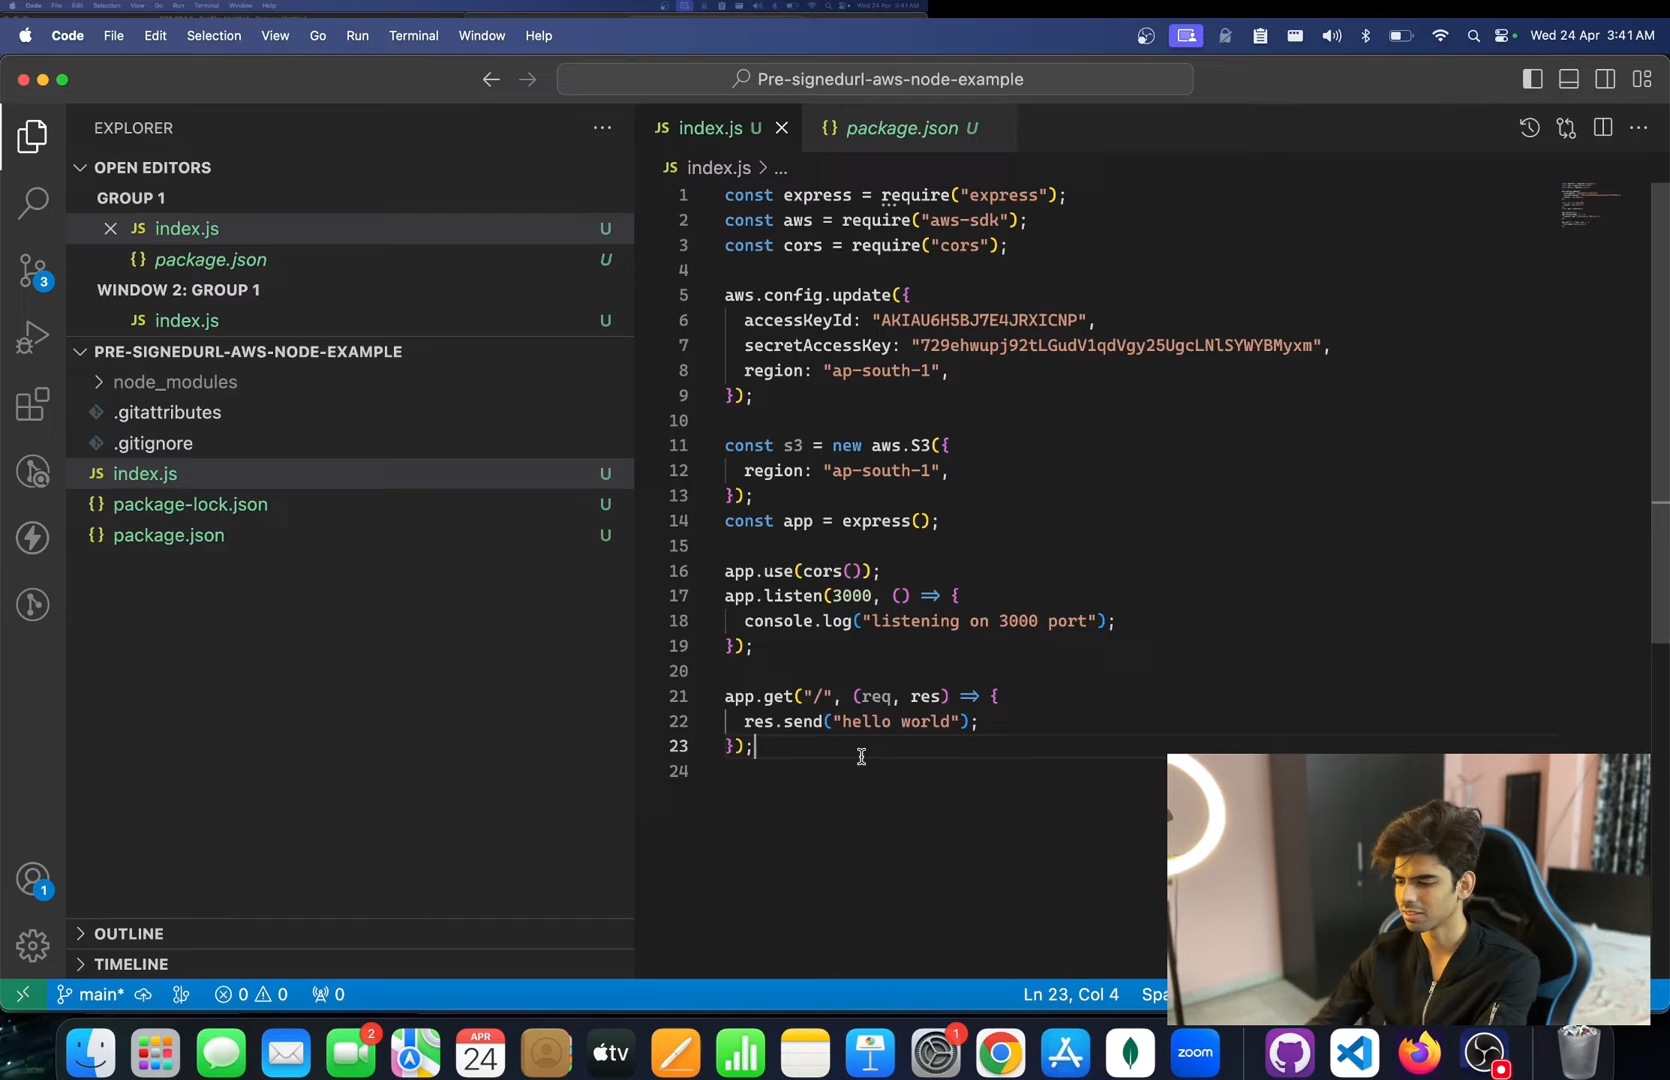 Code File Edit Selection View Go Run Terminal Window Help
Wed 24 Apr 3:41 AM
Pre-signedurl-aws-node-example
EXPLORER
OPEN EDITORS
GROUP 1
JS index.js U
{} package.json U
WINDOW 2: GROUP 1
JS index.js U
PRE-SIGNEDURL-AWS-NODE-EXAMPLE
node_modules
.gitattributes
.gitignore
JS index.js U
{} package-lock.json U
{} package.json U
OUTLINE
TIMELINE
3
1
JS index.js U
{} package.json U
JS index.js > ...
1 const express = require("express");
2 const aws = require("aws-sdk");
3 const cors = require("cors");
4
5 aws.config.update({
6 accessKeyId: "AKIAU6H5BJ7E4JRXICNP",
7 secretAccessKey: "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",
8 region: "ap-south-1",
9 });
10
11 const s3 = new aws.S3({
12 region: "ap-south-1",
13 });
14 const app = express();
15
16 app.use(cors());
17 app.listen(3000, () => {
18 console.log("listening on 3000 port");
19 });
20
21 app.get("/", (req, res) => {
22 res.send("hello world");
23 });
24
main* 0 0 0
Ln 23, Col 4
2
APR
24
tv
1
zoom